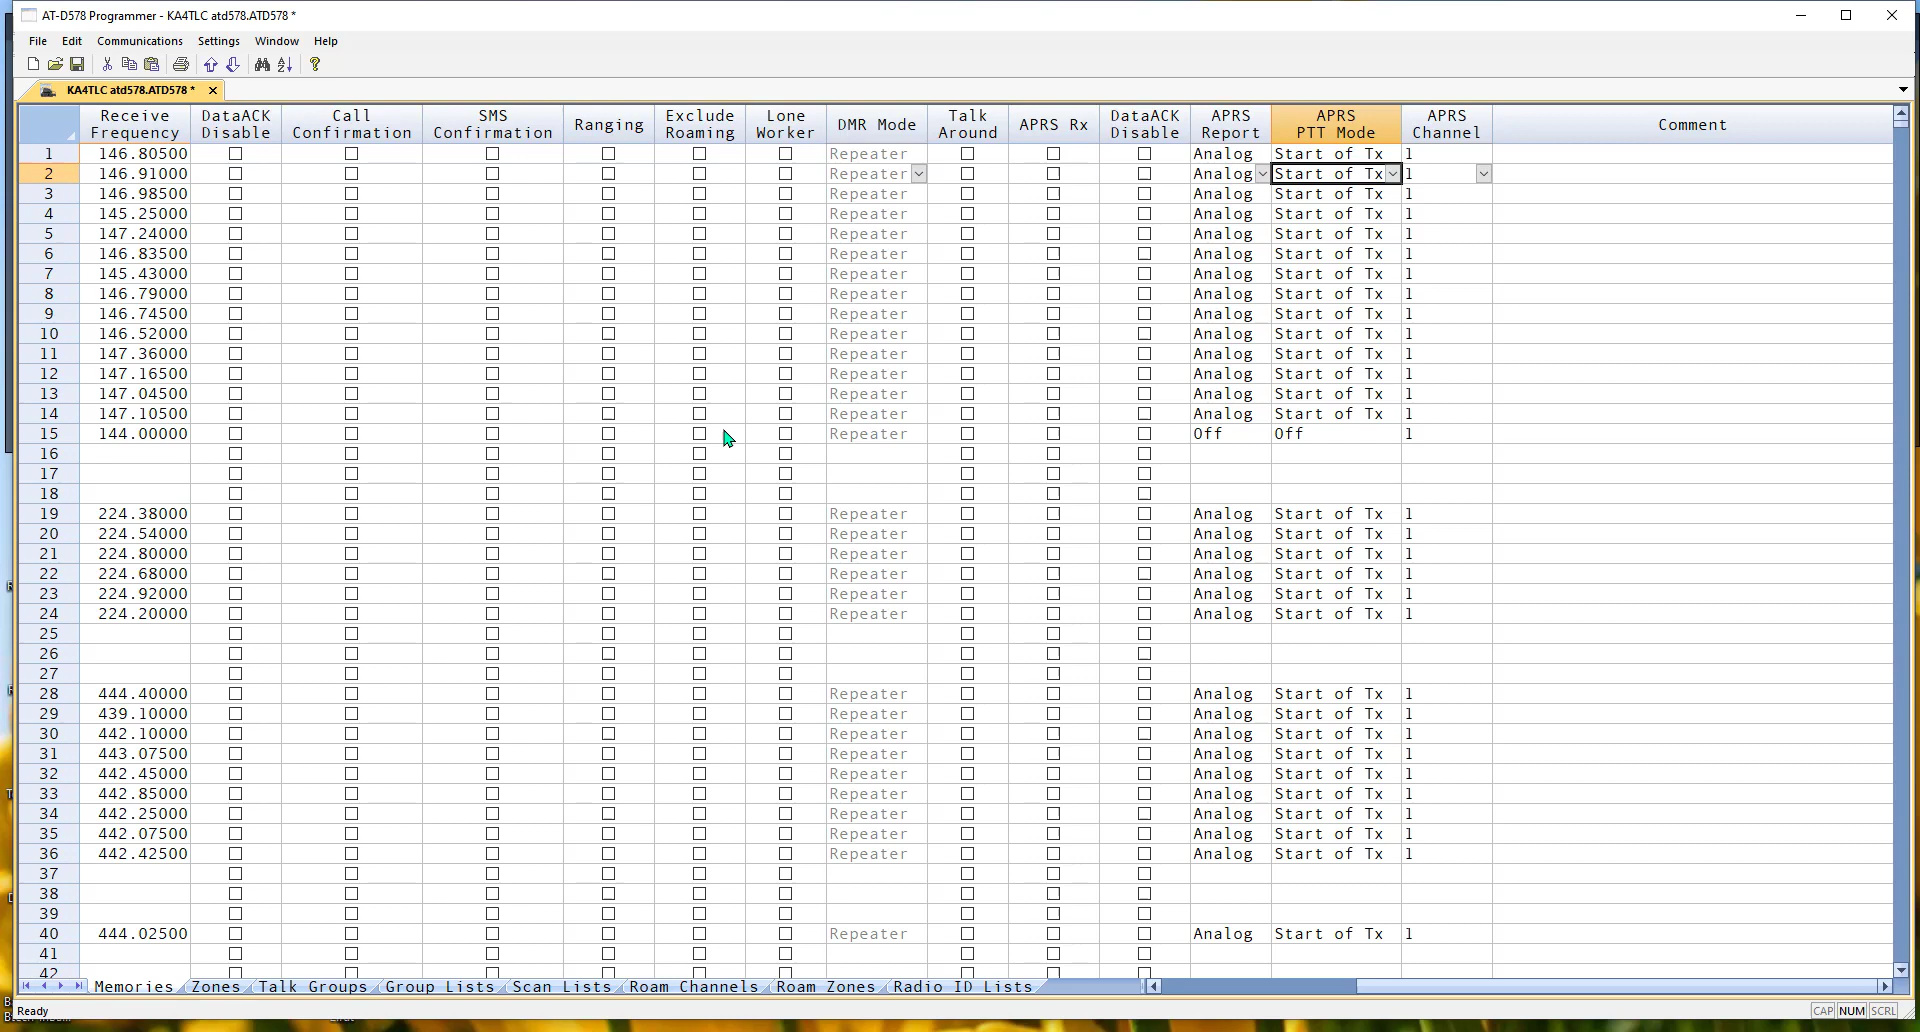 AT-D578 Programmer - KA4TLC atd578.ATD578 *
File Edit Communications Settings Window Help
KA4TLC atd578.ATD578 *
Receive Frequency DataACK Disable Call Confirmation SMS Confirmation Ranging Exclude Roaming Lone Worker DMR Mode Talk Around APRS Rx DataACK Disable APRS Report APRS PTT Mode APRS Channel Comment
1 146.80500 Repeater Analog Start of Tx 1
2 146.91000 Repeater Analog Start of Tx 1
3 146.98500 Repeater Analog Start of Tx 1
4 145.25000 Repeater Analog Start of Tx 1
5 147.24000 Repeater Analog Start of Tx 1
6 146.83500 Repeater Analog Start of Tx 1
7 145.43000 Repeater Analog Start of Tx 1
8 146.79000 Repeater Analog Start of Tx 1
9 146.74500 Repeater Analog Start of Tx 1
10 146.52000 Repeater Analog Start of Tx 1
11 147.36000 Repeater Analog Start of Tx 1
12 147.16500 Repeater Analog Start of Tx 1
13 147.04500 Repeater Analog Start of Tx 1
14 147.10500 Repeater Analog Start of Tx 1
15 144.00000 Repeater Off Off 1
16
17
18
19 224.38000 Repeater Analog Start of Tx 1
20 224.54000 Repeater Analog Start of Tx 1
21 224.80000 Repeater Analog Start of Tx 1
22 224.68000 Repeater Analog Start of Tx 1
23 224.92000 Repeater Analog Start of Tx 1
24 224.20000 Repeater Analog Start of Tx 1
25
26
27
28 444.40000 Repeater Analog Start of Tx 1
29 439.10000 Repeater Analog Start of Tx 1
30 442.10000 Repeater Analog Start of Tx 1
31 443.07500 Repeater Analog Start of Tx 1
32 442.45000 Repeater Analog Start of Tx 1
33 442.85000 Repeater Analog Start of Tx 1
34 442.25000 Repeater Analog Start of Tx 1
35 442.07500 Repeater Analog Start of Tx 1
36 442.42500 Repeater Analog Start of Tx 1
37
38
39
40 444.02500 Repeater Analog Start of Tx 1
41
42
Memories Zones Talk Groups Group Lists Scan Lists Roam Channels Roam Zones Radio ID Lists
Ready CAP NUM SCRL